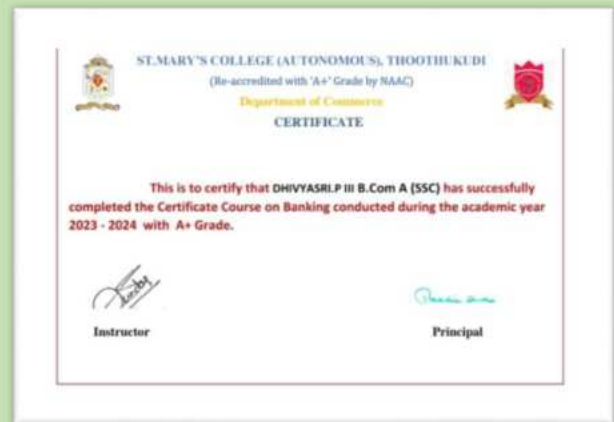 ST.MARY'S COLLEGE (AUTONOMOUS), THOOTHUKUDI
(Re-accredited with 'A+' Grade by NAAC)
Department of Commerce
CERTIFICATE
This is to certify that DHIVYASRI.P III B.Com A (SSC) has successfully
completed the Certificate Course on Banking conducted during the academic year
2023 - 2024 with A+ Grade.
Instructor
Principal